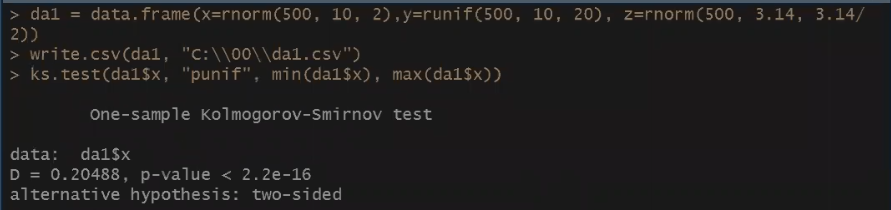 > da1 = data.frame(x=rnorm(500, 10, 2),y=runif(500, 10, 20), z=rnorm(500, 3.14, 3.14/
2))
> write.csv(da1, "C:\\00\\da1.csv")
> ks.test(da1$x, "punif", min(da1$x), max(da1$x))
One-sample Kolmogorov-Smirnov test
data:  da1$x
D = 0.20488, p-value < 2.2e-16
alternative hypothesis: two-sided